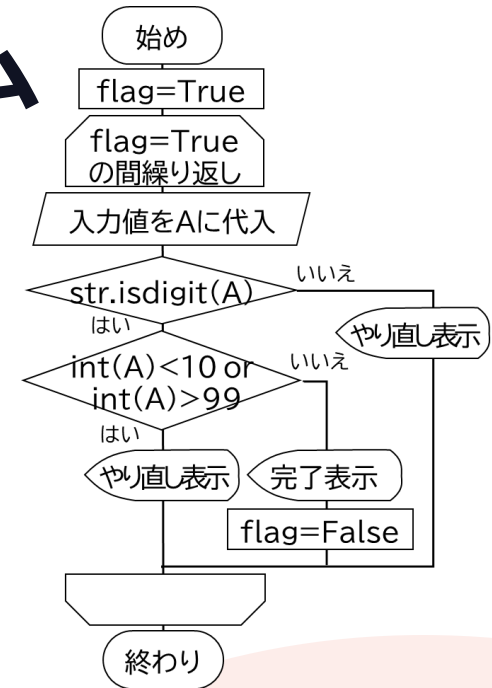 始め
flag=True
flag=True
の間繰り返し
入力値をAに代入
str.isdigit(A)
いいえ
はい
やり直し表示
int(A)<10 or
int(A)>99
いいえ
はい
やり直し表示
完了表示
flag=False
終わり